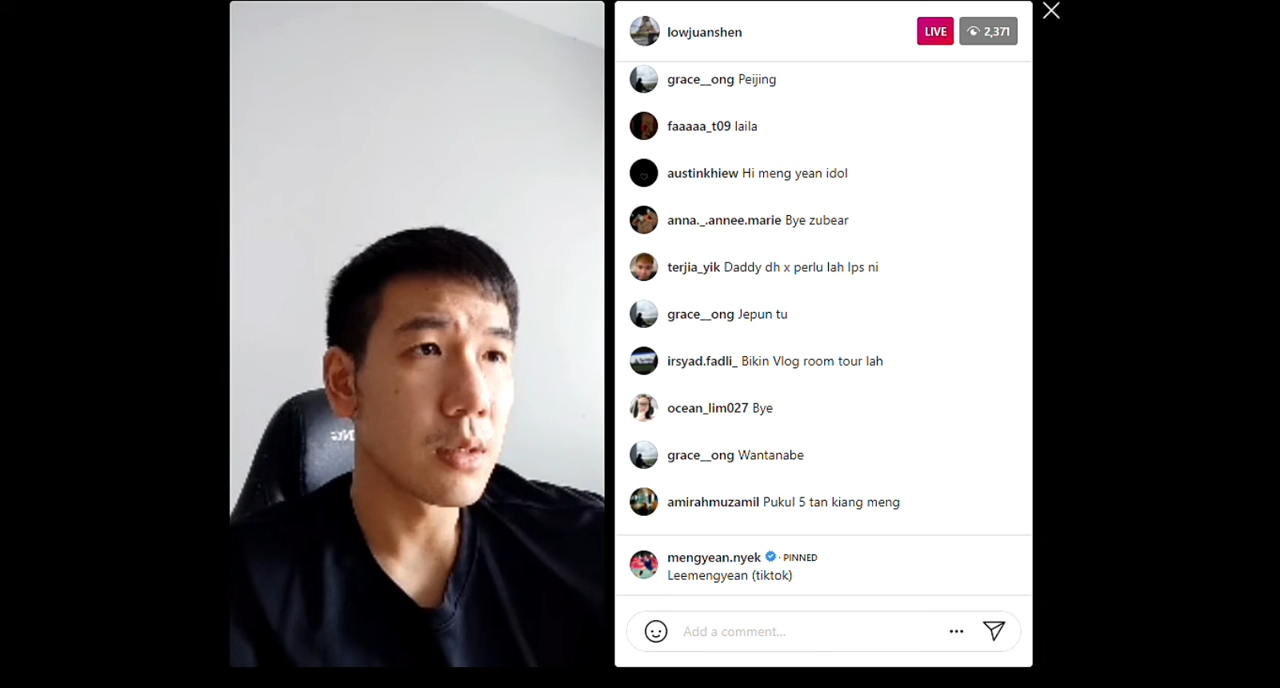 lowjuanshen LIVE 2,371
grace__ong Peijing
faaaaa_t09 laila
austinkhiew Hi meng yean idol
anna._.annee.marie Bye zubear
terjia_yik Daddy dh x perlu lah lps ni
grace__ong Jepun tu
irsyad.fadli_ Bikin Vlog room tour lah
ocean_lim027 Bye
grace__ong Wantanabe
amirahmuzamil Pukul 5 tan kiang meng
mengyean.nyek · PINNED
Leemengyean (tiktok)
Add a comment...